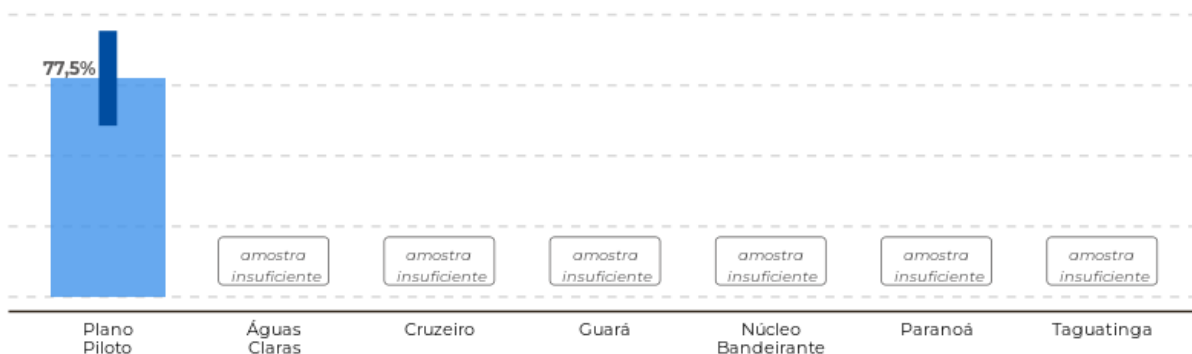 77,5%
amostra
insuficiente
amostra
insuficiente
amostra
insuficiente
amostra
insuficiente
amostra
insuficiente
amostra
insuficiente
Plano
Piloto
Águas
Claras
Cruzeiro
Guará
Núcleo
Bandeirante
Paranoá
Taguatinga